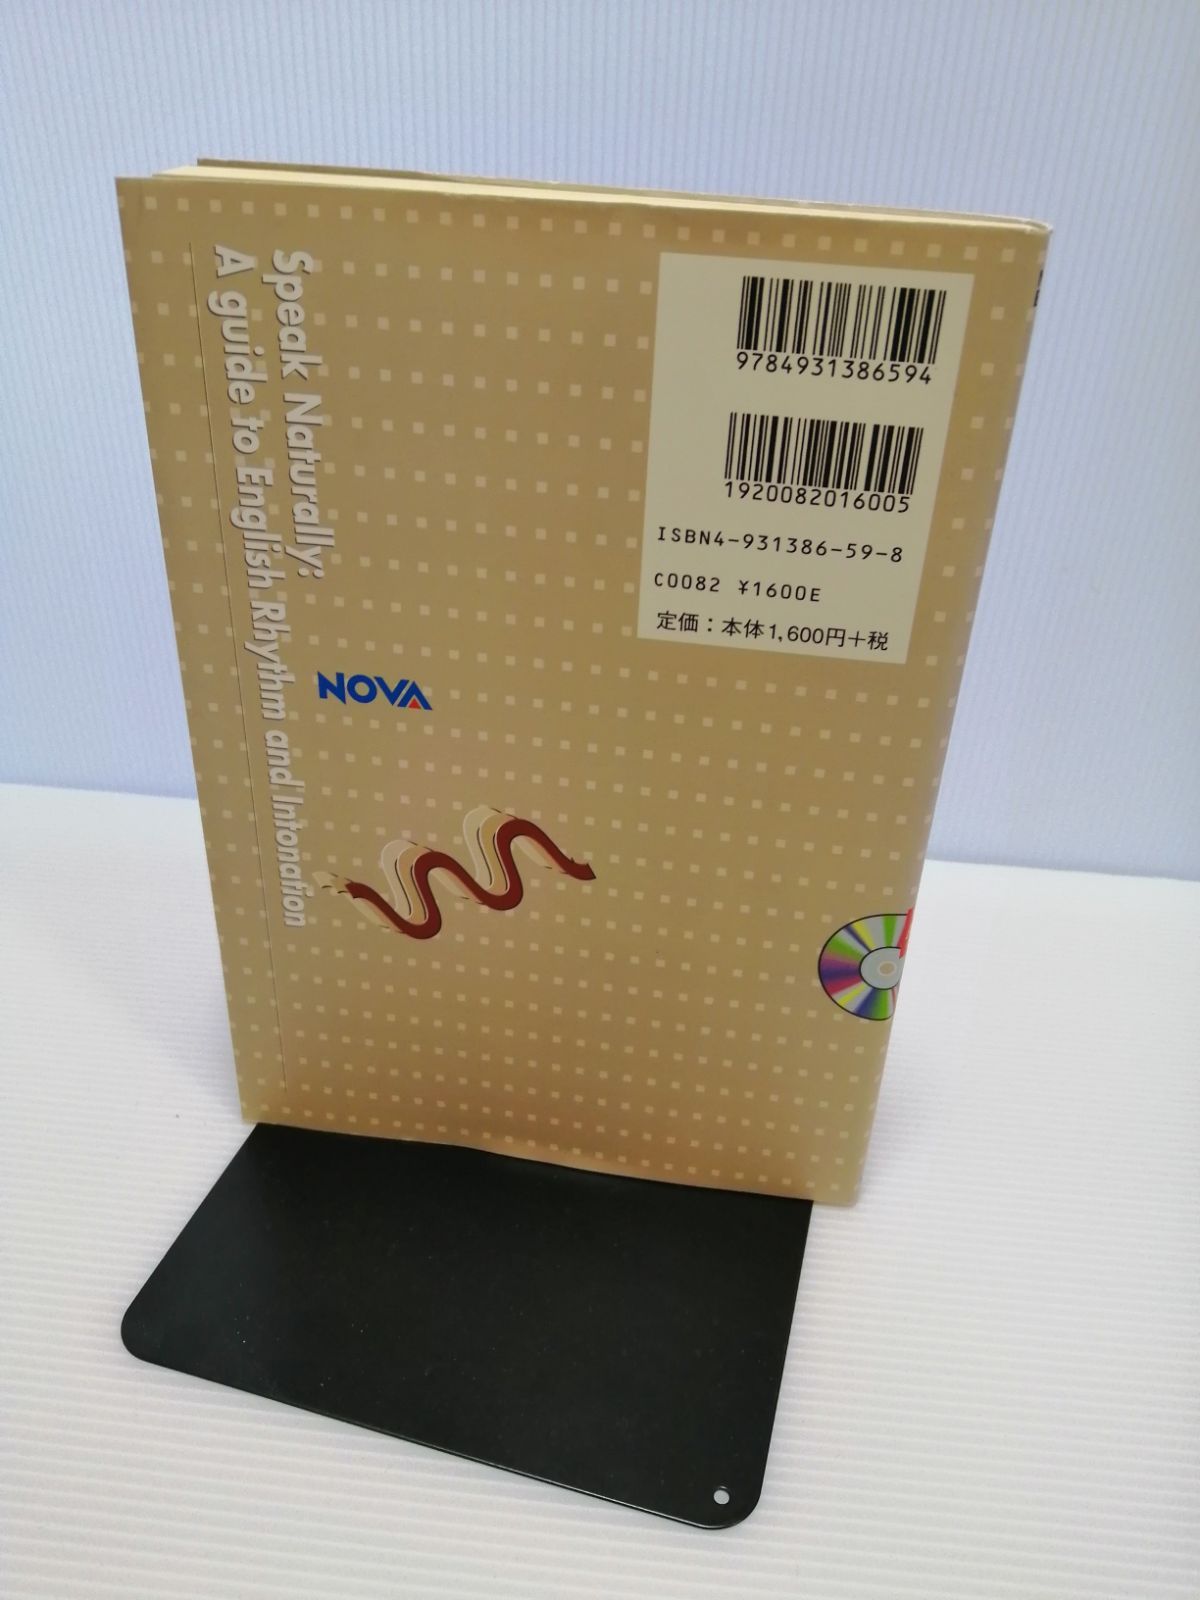 Speak Naturally:
A guide to English Rhythm and Intonation
9784931386594
1920082016005
ISBN4-931386-59-8
C0082 ¥1600E
定価：本体1,600円+税
NOVA